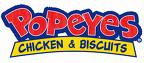 POPEYES
CHICKEN & BISCUITS